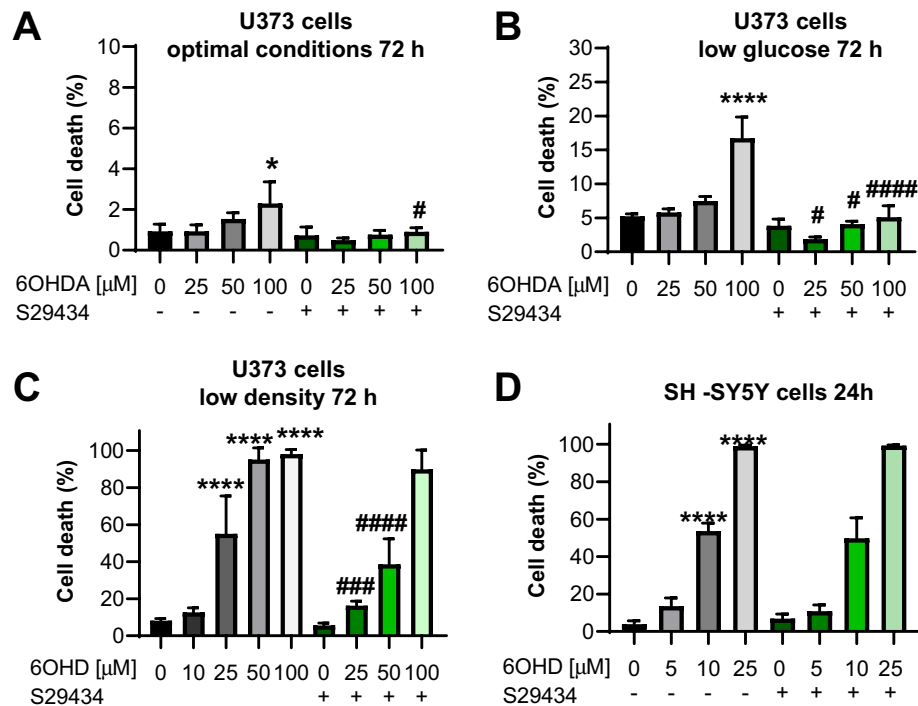 A
U373 cells
optimal conditions 72 h
Cell death (%)
10
8
6
4
2
0
*
#
6OHDA [µM] 0 25 50 100 0 25 50 100
S29434 - - - - + + + +
B
U373 cells
low glucose 72 h
Cell death (%)
30
25
20
15
10
5
0
****
# # ####
6OHDA [µM] 0 25 50 100 0 25 50 100
S29434 + + + +
C
U373 cells
low density 72 h
Cell death (%)
100
80
60
40
20
0
**** **** ****
### ####
6OHD [µM] 0 10 25 50 100 0 25 50 100
S29434 + + + +
D
SH -SY5Y cells 24h
Cell death (%)
100
80
60
40
20
0
**** ****
6OHD [µM] 0 5 10 25 0 5 10 25
S29434 - - - - + + + +